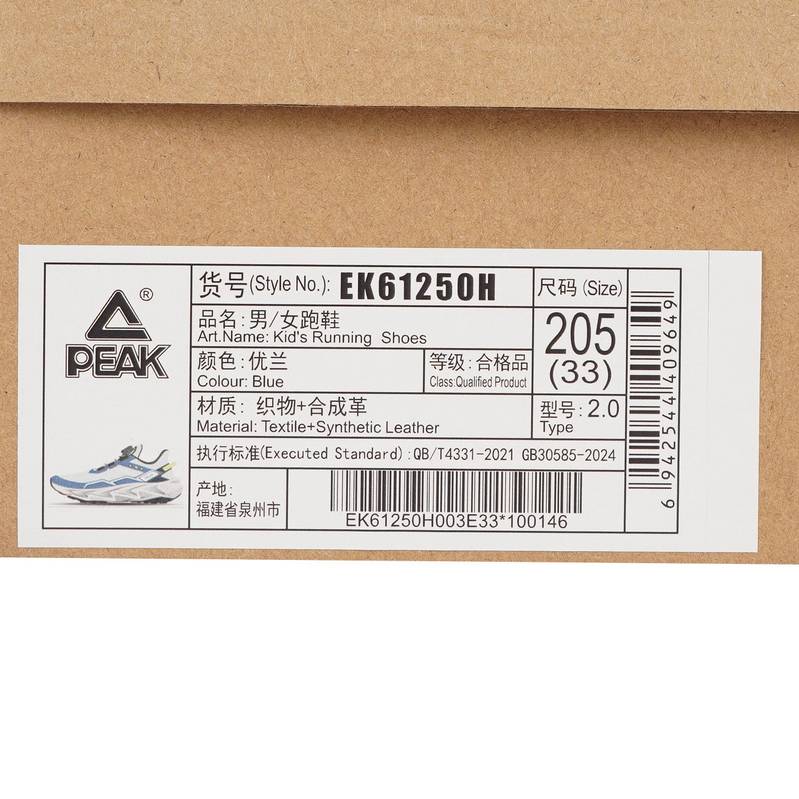 ®
PEAK
货号(Style No.): EK61250H
尺码 (Size)
品名: 男/女跑鞋
Art.Name: Kid's Running Shoes
205
(33)
颜色: 优兰
Colour: Blue
等级: 合格品
Class:Qualified Product
材质: 织物+合成革
Material: Textile+Synthetic Leather
型号: 2.0
Type
执行标准(Executed Standard):QB/T4331-2021 GB30585-2024
产地:
福建省泉州市
EK61250H003E33*100146
6 942544 409649